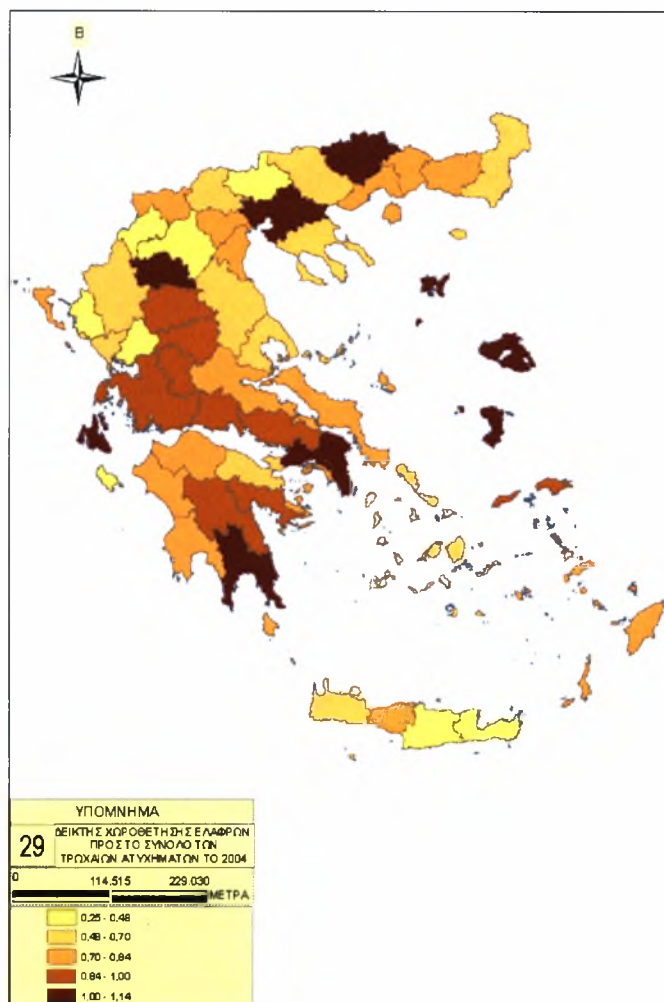 Β
ΥΠΟΜΝΗΜΑ
29
ΔΕΙΚΤΗΣ ΧΩΡΟΘΕΤΗΣΗΣ ΕΛΑΦΡΩΝ
ΠΡΟΣ ΤΟ ΣΥΝΟΛΟ ΤΩΝ
ΤΡΟΧΑΙΩΝ ΑΤΥΧΗΜΑΤΩΝ ΤΟ 2004
0 114.515 229.030
ΜΕΤΡΑ
0,25 - 0,48
0,48 - 0,70
0,70 - 0,84
0,84 - 1,00
1,00 - 1,14